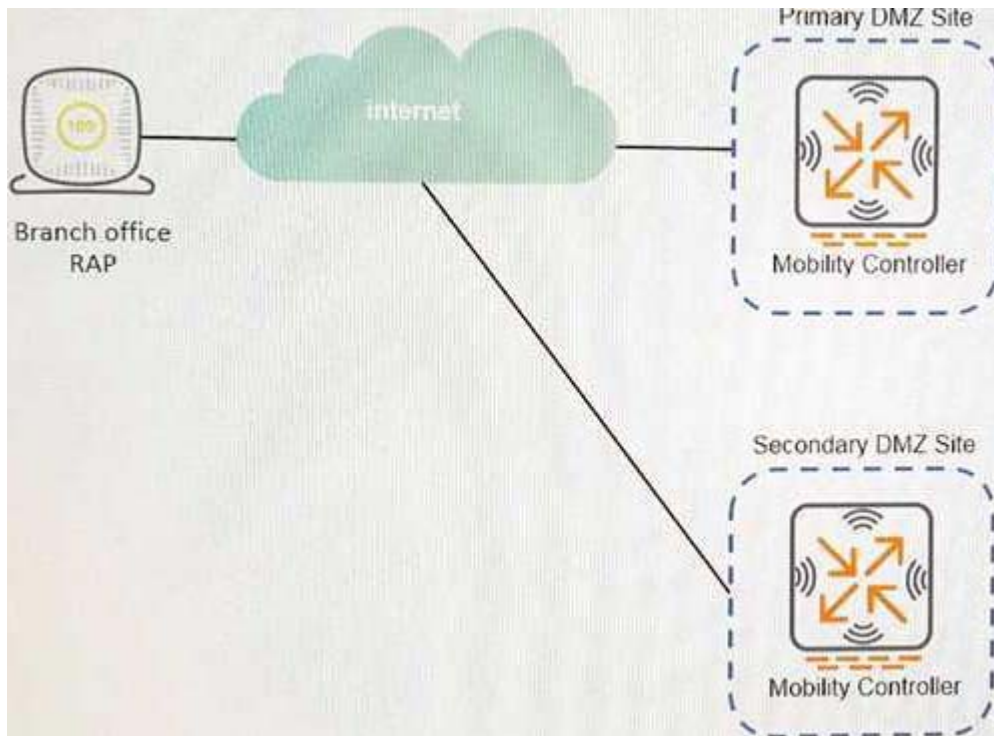 Primary DMZ Site
internet
Branch office
RAP
Mobility Controller
Secondary DMZ Site
Mobility Controller